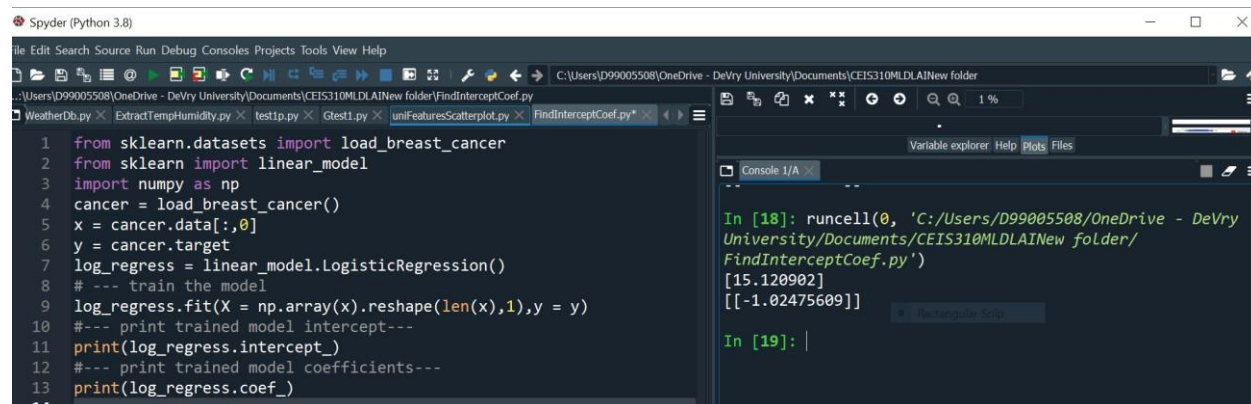 Spyder (Python 3.8)
File Edit Search Source Run Debug Consoles Projects Tools View Help
C:\Users\D99005508\OneDrive - DeVry University\Documents\CEIS310MLDLAINew folder
...:\Users\D99005508\OneDrive - DeVry University\Documents\CEIS310MLDLAINew folder\FindInterceptCoef.py
WeatherDb.py ExtractTempHumidity.py test1p.py Gtest1.py uniFeaturesScatterplot.py FindInterceptCoef.py*
1 from sklearn.datasets import load_breast_cancer
2 from sklearn import linear_model
3 import numpy as np
4 cancer = load_breast_cancer()
5 x = cancer.data[:,0]
6 y = cancer.target
7 log_regress = linear_model.LogisticRegression()
8 # --- train the model
9 log_regress.fit(X = np.array(x).reshape(len(x),1),y = y)
10 #--- print trained model intercept---
11 print(log_regress.intercept_)
12 #--- print trained model coefficients---
13 print(log_regress.coef_)
1 %
Variable explorer Help Plots Files
Console 1/A
In [18]: runcell(0, 'C:/Users/D99005508/OneDrive - DeVry
University/Documents/CEIS310MLDLAINew folder/
FindInterceptCoef.py')
[15.120902]
[[-1.02475609]]
Rectangular Snip
In [19]: